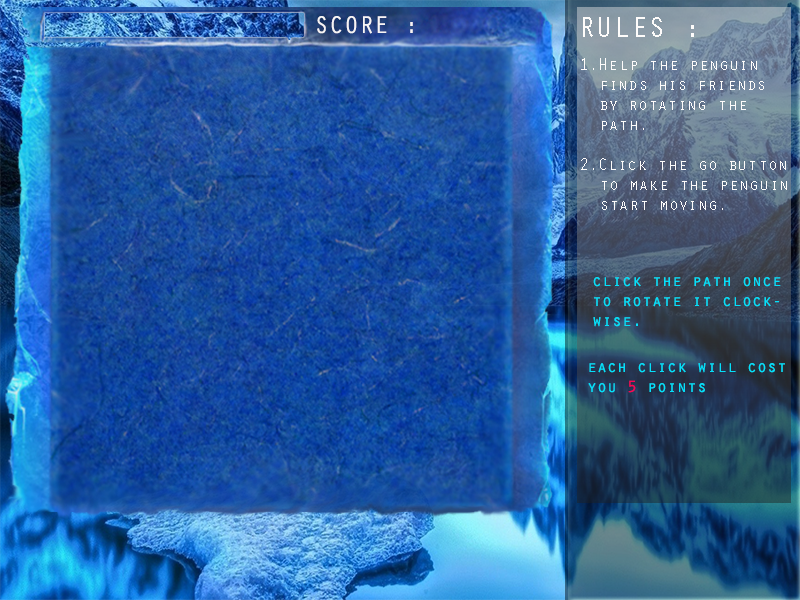 SCORE :
RULES :
1.HELP THE PENGUIN
FINDS HIS FRIENDS
BY ROTATING THE
PATH.
2.CLICK THE GO BUTTON
TO MAKE THE PENGUIN
START MOVING.
CLICK THE PATH ONCE
TO ROTATE IT CLOCK-
WISE.
EACH CLICK WILL COST
YOU 5 POINTS